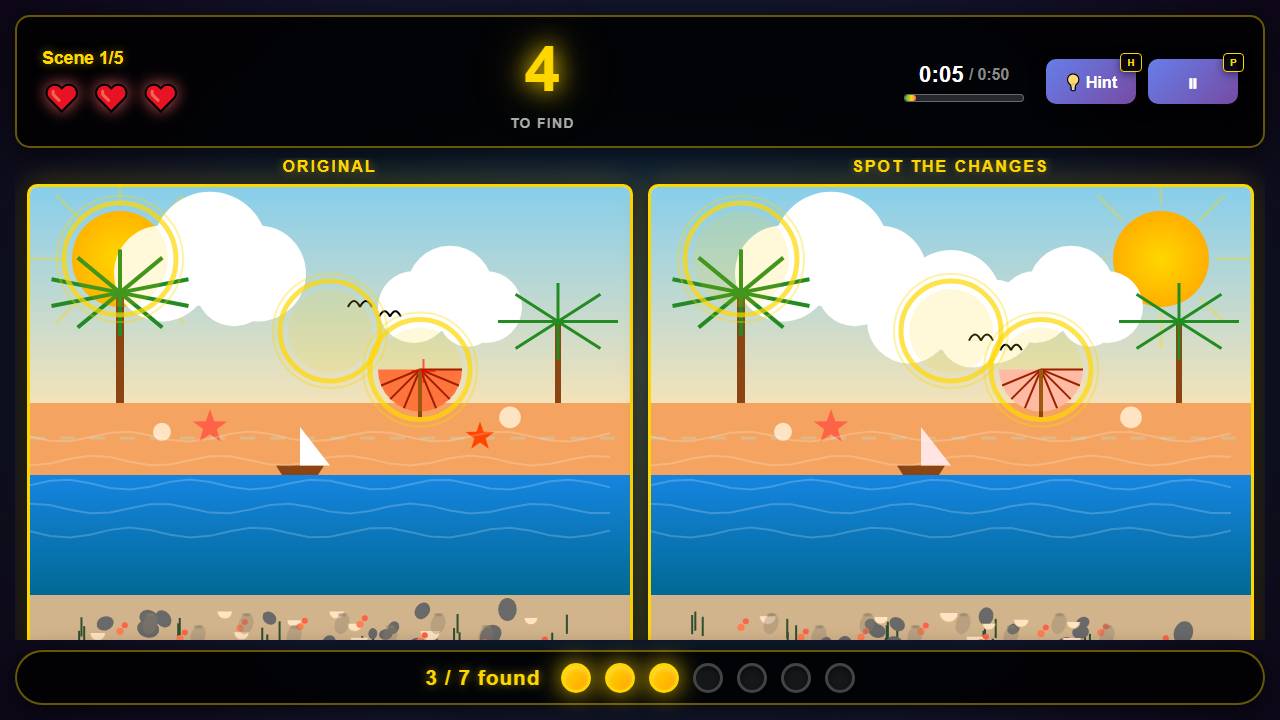 Scene 1/5
4
TO FIND
0:05 / 0:50
Hint
H
P
ORIGINAL
SPOT THE CHANGES
3 / 7 found